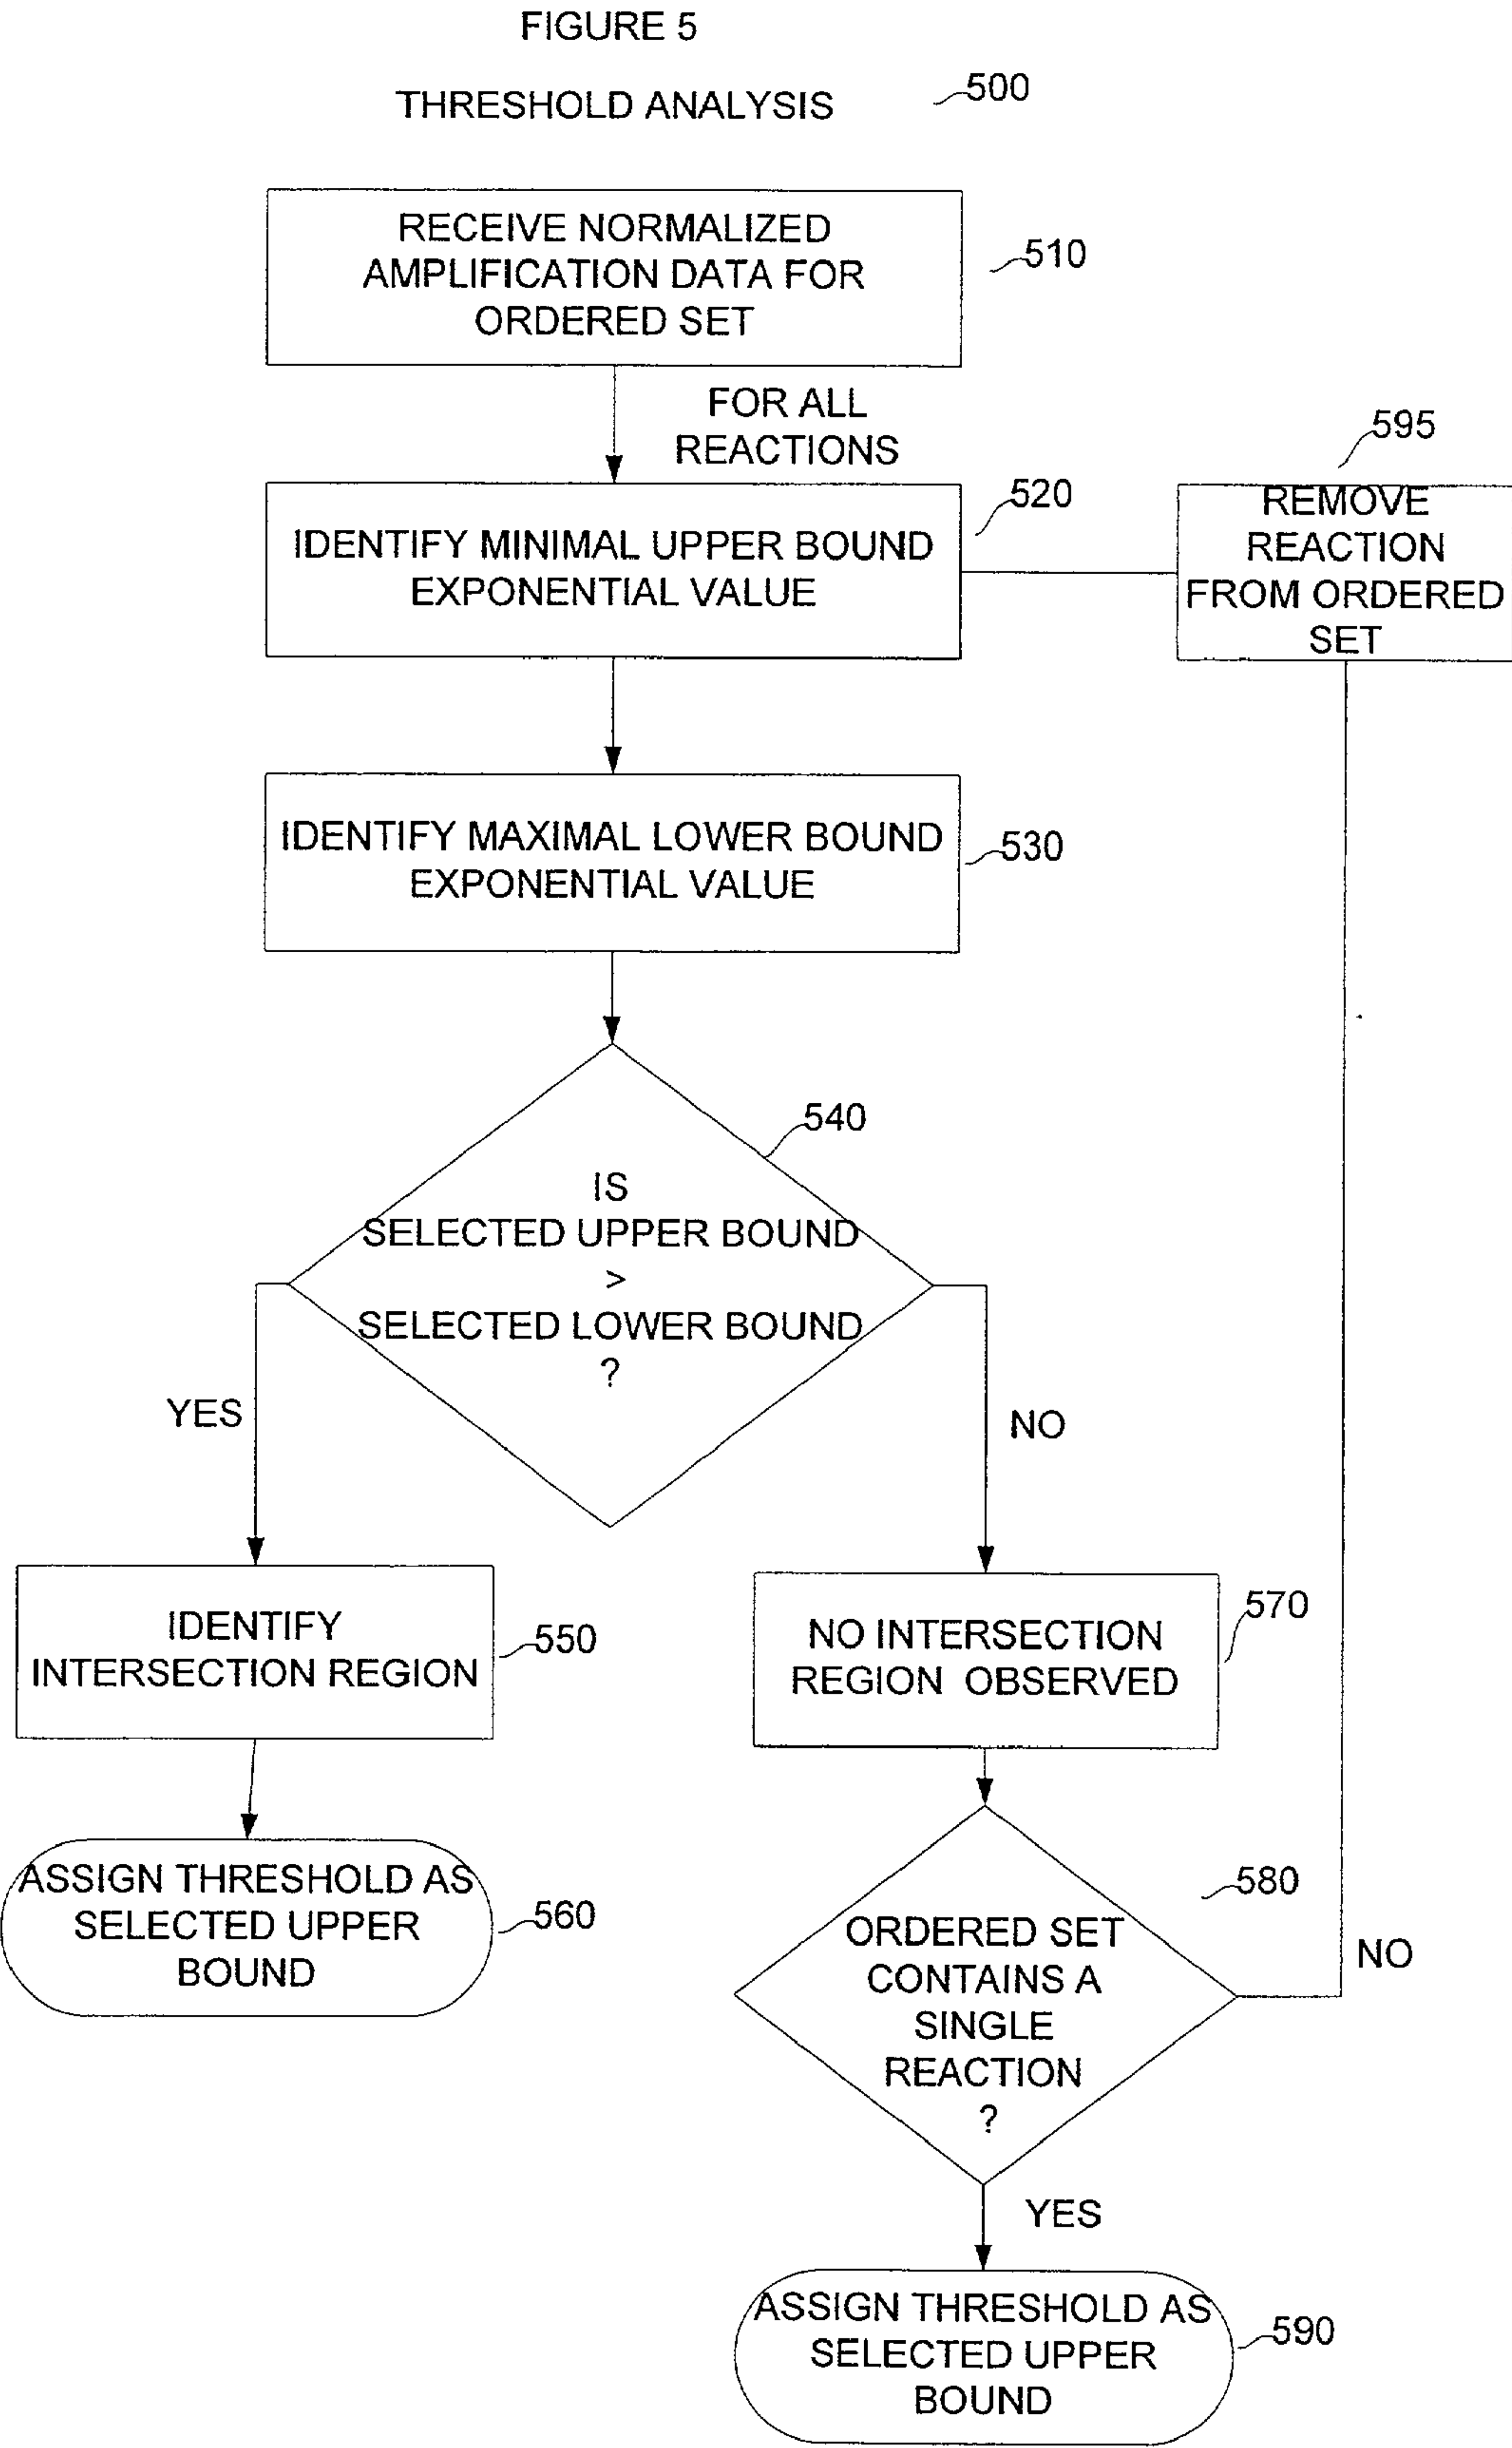 FIGURE 5
THRESHOLD ANALYSIS
500
RECEIVE NORMALIZED
AMPLIFICATION DATA FOR
ORDERED SET
510
FOR ALL
REACTIONS
595
520
IDENTIFY MINIMAL UPPER BOUND
EXPONENTIAL VALUE
REMOVE
REACTION
FROM ORDERED
SET
IDENTIFY MAXIMAL LOWER BOUND
EXPONENTIAL VALUE
530
540
IS
SELECTED UPPER BOUND
>
SELECTED LOWER BOUND
?
YES
NO
IDENTIFY
INTERSECTION REGION
550
NO INTERSECTION
REGION OBSERVED
570
ASSIGN THRESHOLD AS
SELECTED UPPER
BOUND
560
580
ORDERED SET
CONTAINS A
SINGLE
REACTION
?
NO
YES
ASSIGN THRESHOLD AS
SELECTED UPPER
BOUND
590